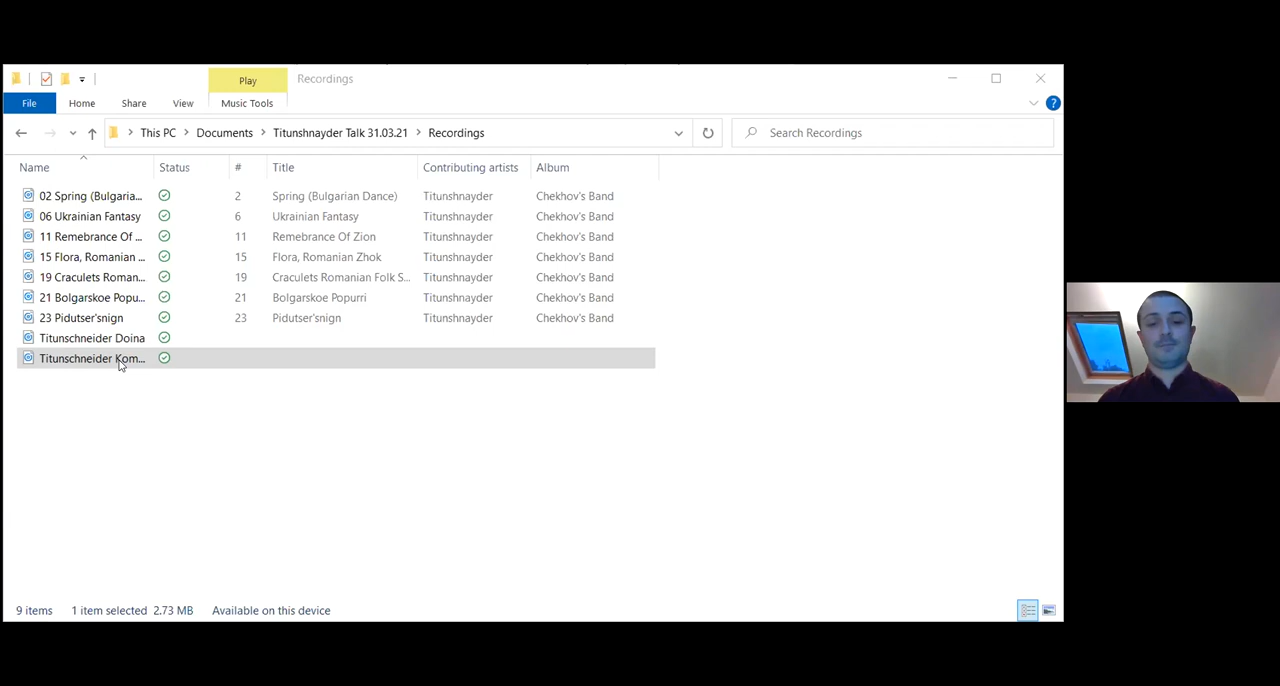 Play Recordings
File Home Share View Music Tools ?
This PC Documents Titunshnayder Talk 31.03.21 Recordings Search Recordings
Name Status # Title Contributing artists Album
02 Spring (Bulgaria... 2 Spring (Bulgarian Dance) Titunshnayder Chekhov's Band
06 Ukrainian Fantasy 6 Ukrainian Fantasy Titunshnayder Chekhov's Band
11 Remebrance Of ... 11 Remebrance Of Zion Titunshnayder Chekhov's Band
15 Flora, Romanian ... 15 Flora, Romanian Zhok Titunshnayder Chekhov's Band
19 Craculets Roman... 19 Craculets Romanian Folk S... Titunshnayder Chekhov's Band
21 Bolgarskoe Popu... 21 Bolgarskoe Popurri Titunshnayder Chekhov's Band
23 Pidutser'snign 23 Pidutser'snign Titunshnayder Chekhov's Band
Titunschneider Doina
Titunschneider Kom...
9 items 1 item selected 2.73 MB Available on this device